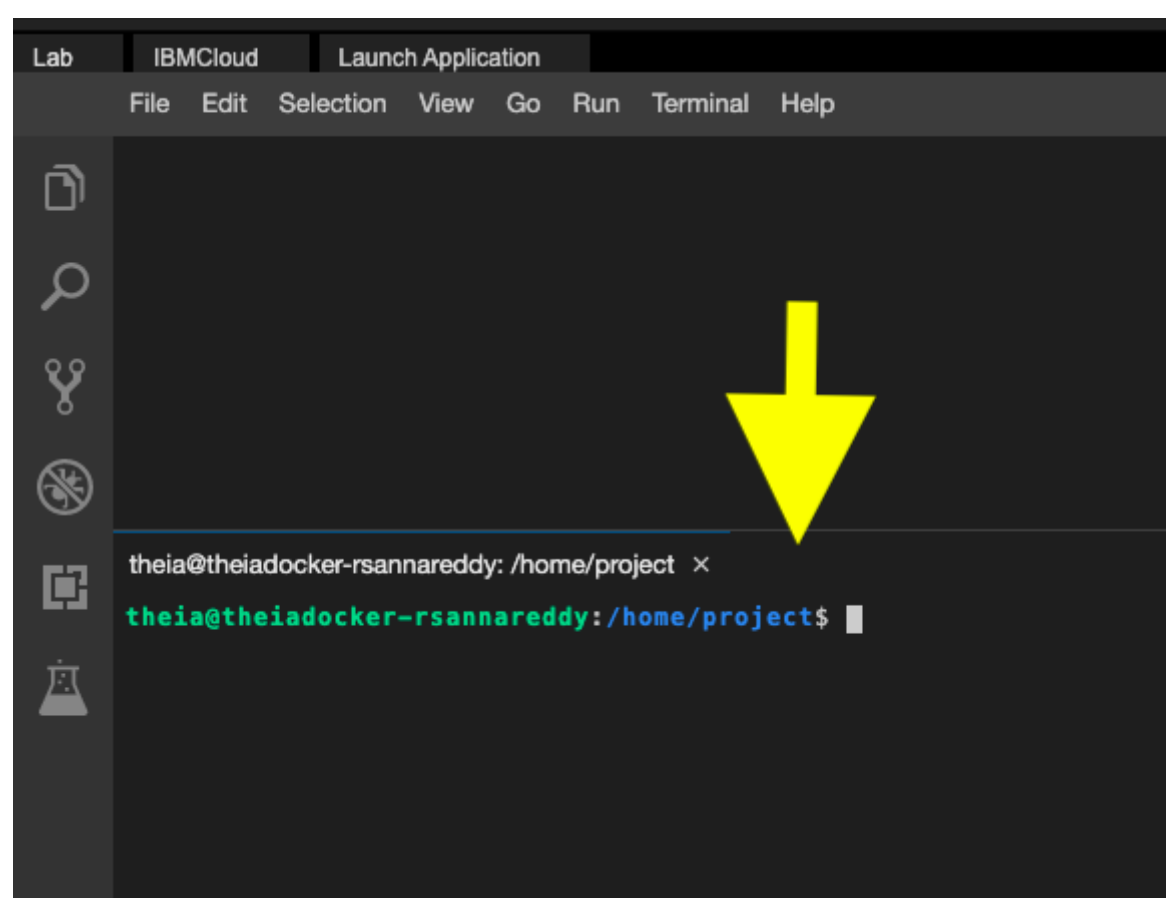 Lab IBMCloud Launch Application
File Edit Selection View Go Run Terminal Help
theia@theiadocker-rsannareddy: /home/project ×
theia@theiadocker-rsannareddy:/home/project$